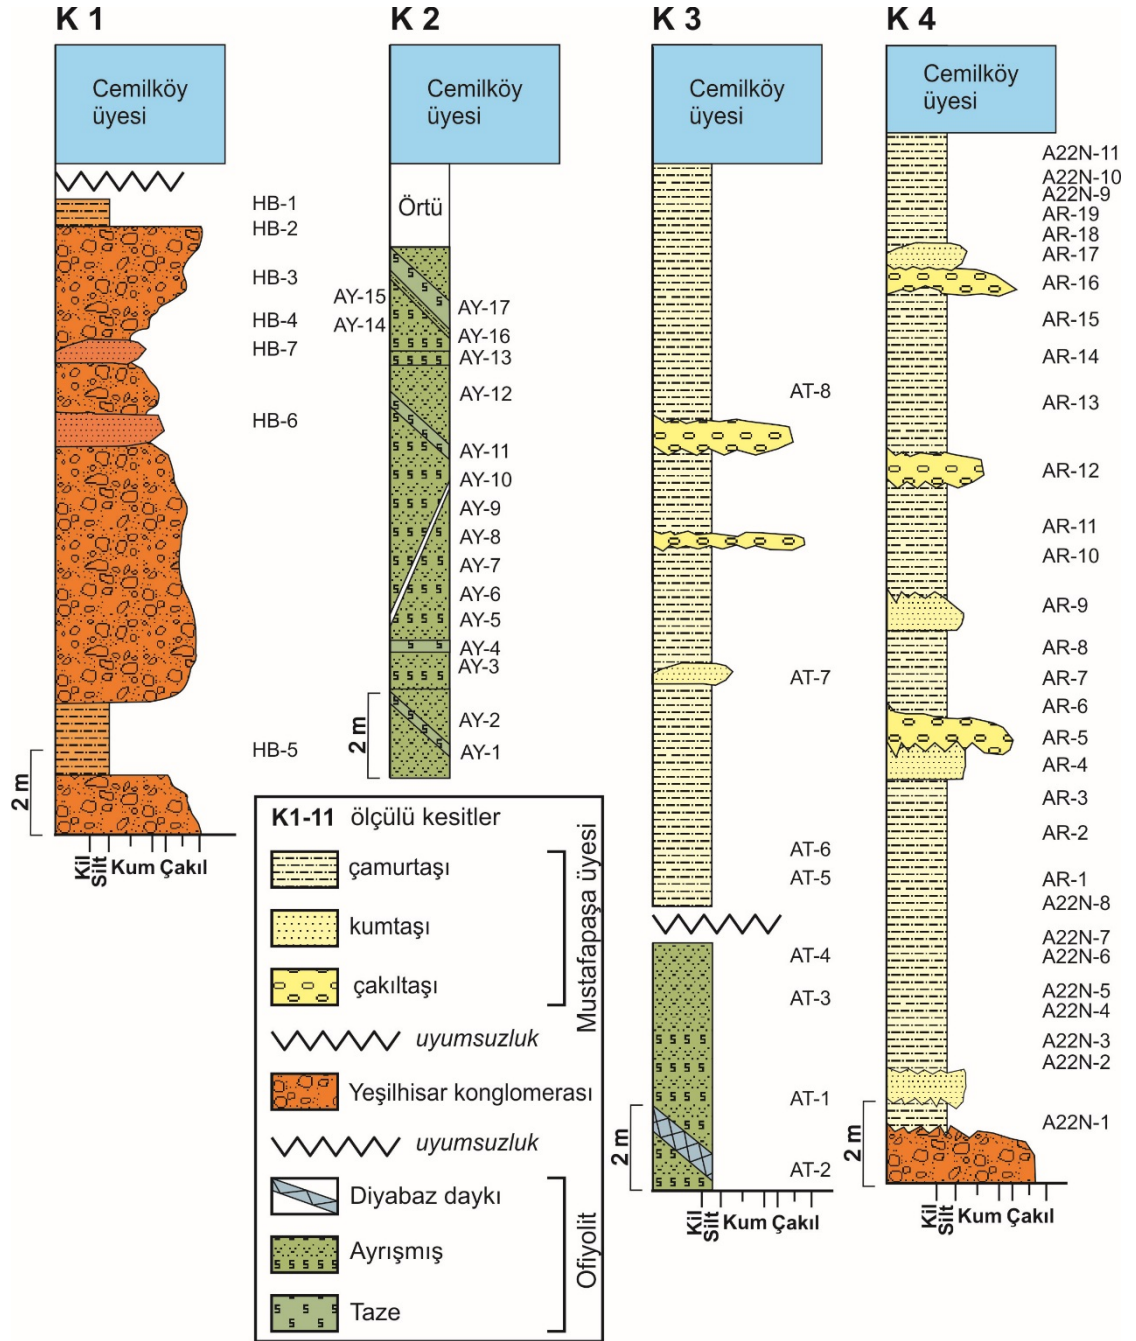 K 1
Cemilköy
üyesi
HB-1
HB-2
HB-3
HB-4
HB-7
HB-6
HB-5
2 m
Kil
Silt
Kum Çakıl
K 2
Cemilköy
üyesi
Örtü
AY-15
AY-14
AY-17
AY-16
AY-13
AY-12
AY-11
AY-10
AY-9
AY-8
AY-7
AY-6
AY-5
AY-4
AY-3
AY-2
AY-1
2 m
K 3
Cemilköy
üyesi
AT-8
AT-7
AT-6
AT-5
AT-4
AT-3
AT-1
AT-2
2 m
Kil
Silt
Kum Çakıl
K 4
Cemilköy
üyesi
A22N-11
A22N-10
A22N-9
AR-19
AR-18
AR-17
AR-16
AR-15
AR-14
AR-13
AR-12
AR-11
AR-10
AR-9
AR-8
AR-7
AR-6
AR-5
AR-4
AR-3
AR-2
AR-1
A22N-8
A22N-7
A22N-6
A22N-5
A22N-4
A22N-3
A22N-2
A22N-1
2 m
Kil
Silt
Kum Çakıl
K1-11 ölçülü kesitler
çamurtaşı
kumtaşı
çakıltaşı
Mustafapaşa üyesi
uyumsuzluk
Yeşilhisar konglomerası
uyumsuzluk
Diyabaz daykı
Ayrışmış
Taze
Ofiyolit